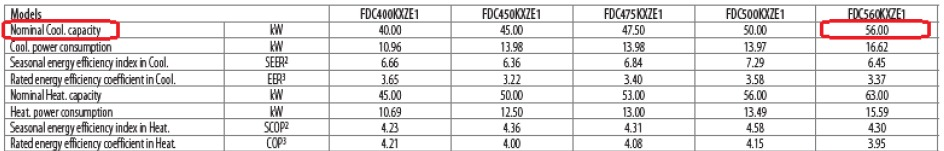 Models FDC400KXZE1 FDC450KXZE1 FDC475KXZE1 FDC500KXZE1 FDC560KXZE1
Nominal Cool. capacity kW 40.00 45.00 47.50 50.00 56.00
Cool. power consumption kW 10.96 13.98 13.98 13.97 16.62
Seasonal energy efficiency index in Cool. SEER² 6.66 6.36 6.84 7.29 6.45
Rated energy efficiency coefficient in Cool. EER³ 3.65 3.22 3.40 3.58 3.37
Nominal Heat. capacity kW 45.00 50.00 53.00 56.00 63.00
Heat. power consumption kW 10.69 12.50 13.00 13.49 15.59
Seasonal energy efficiency index in Heat. SCOP² 4.23 4.36 4.31 4.58 4.30
Rated energy efficiency coefficient in Heat. COP³ 4.21 4.00 4.08 4.15 3.95